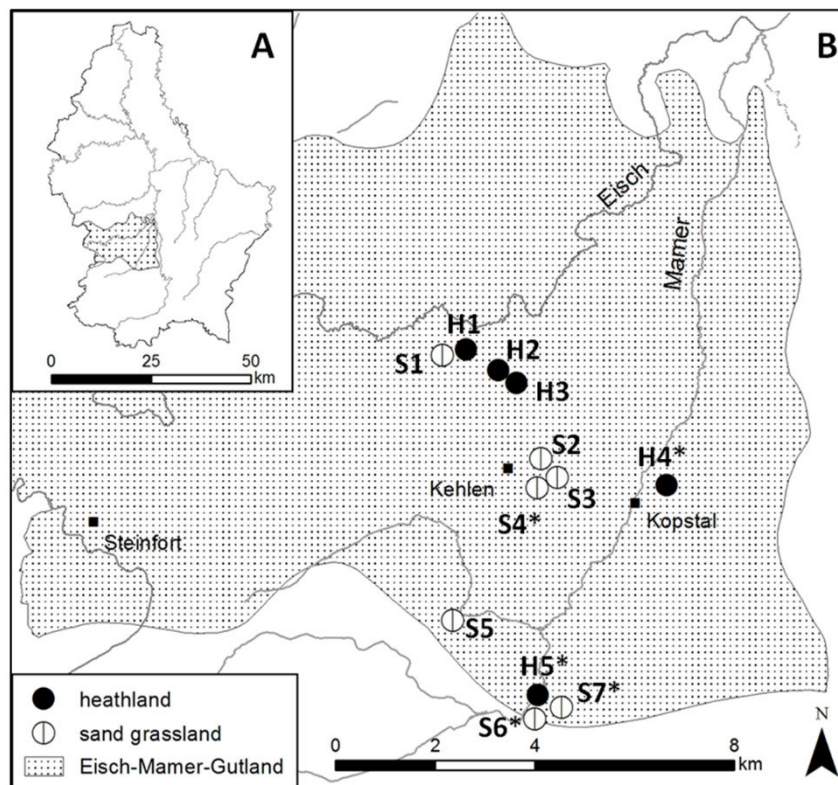 A
B
0 25 50
km
Eisch
Mamer
H1
S1
H2
H3
S2
H4*
Kehlen
S3
S4*
Kopstal
Steinfort
S5
H5*
S7*
S6*
heathland
sand grassland
Eisch-Mamer-Gutland
N
0 2 4 8
km